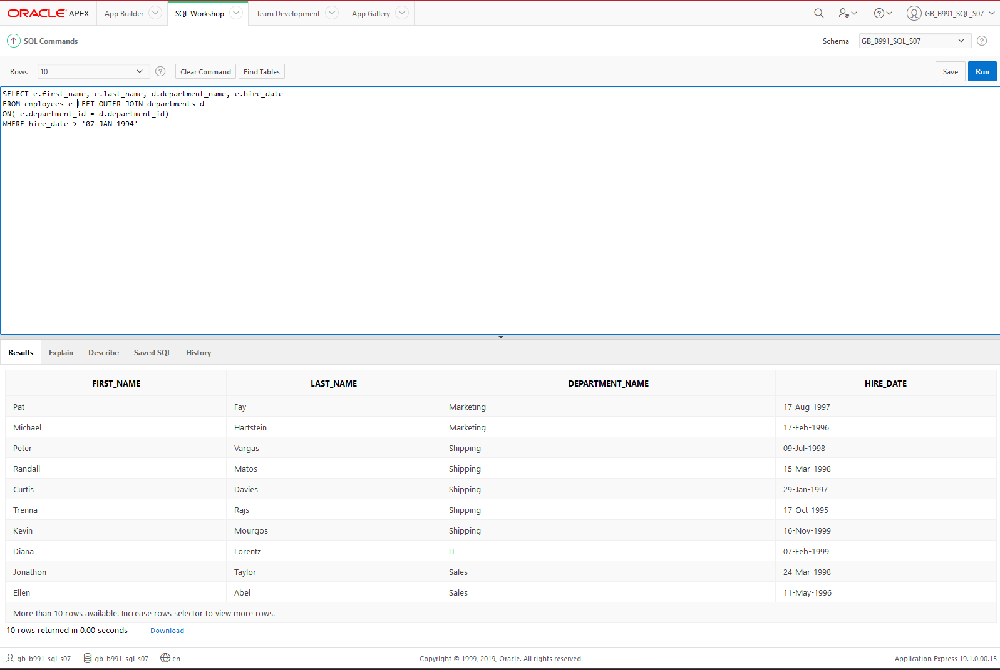 ORACLE APEX App Builder SQL Workshop Team Development App Gallery GB_B991_SQL_S07
SQL Commands Schema GB_B991_SQL_S07
Rows 10 Clear Command Find Tables Save Run
SELECT e.first_name, e.last_name, d.department_name, e.hire_date
FROM employees e LEFT OUTER JOIN departments d
ON( e.department_id = d.department_id)
WHERE hire_date > '07-JAN-1994'
Results Explain Describe Saved SQL History
FIRST_NAME LAST_NAME DEPARTMENT_NAME HIRE_DATE
Pat Fay Marketing 17-Aug-1997
Michael Hartstein Marketing 17-Feb-1996
Peter Vargas Shipping 09-Jul-1998
Randall Matos Shipping 15-Mar-1998
Curtis Davies Shipping 29-Jan-1997
Trenna Rajs Shipping 17-Oct-1995
Kevin Mourgos Shipping 16-Nov-1999
Diana Lorentz IT 07-Feb-1999
Jonathon Taylor Sales 24-Mar-1998
Ellen Abel Sales 11-May-1996
More than 10 rows available. Increase rows selector to view more rows.
10 rows returned in 0.00 seconds Download
gb_b991_sql_s07 gb_b991_sql_s07 en Copyright © 1999, 2019, Oracle. All rights reserved. Application Express 19.1.0.00.15